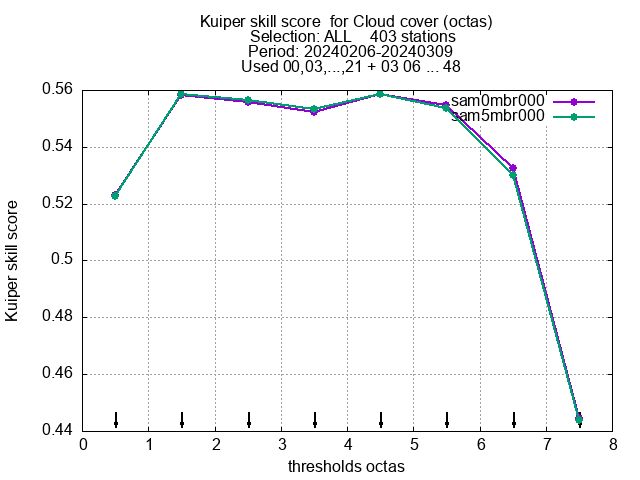 Kuiper skill score  for Cloud cover (octas)
Selection: ALL    403 stations
Period: 20240206-20240309
Used 00,03,...,21 + 03 06 ... 48
sam0mbr000
sam5mbr000
0.56
0.54
0.52
0.5
0.48
0.46
0.44
Kuiper skill score
0 1 2 3 4 5 6 7 8
thresholds octas